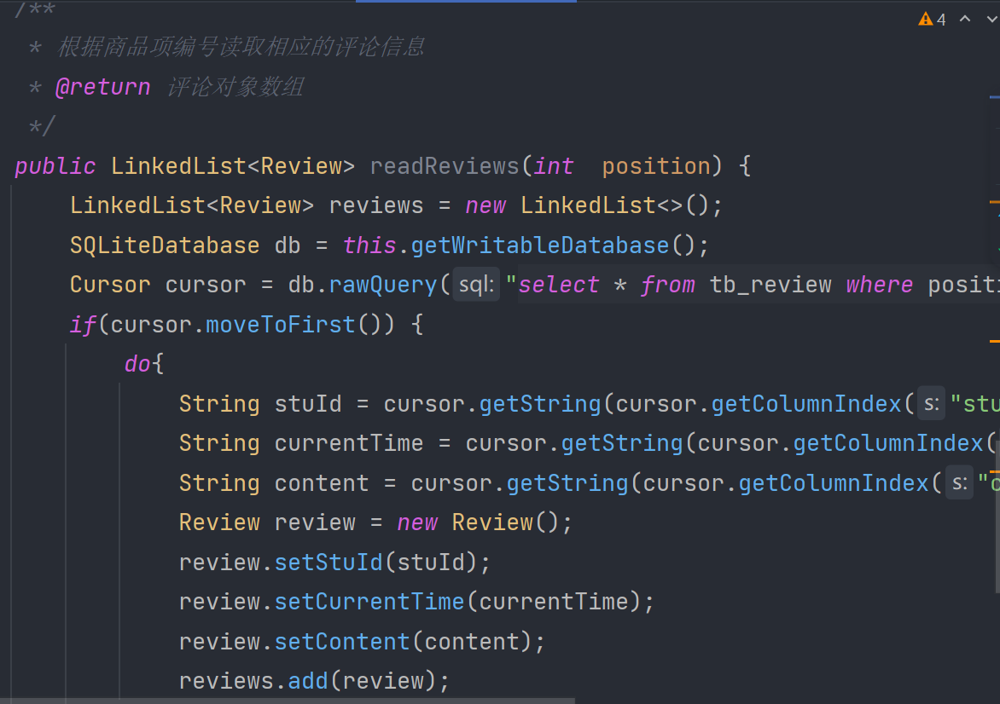 /**
4
* 根据商品项编号读取相应的评论信息
* @return 评论对象数组
*/
public LinkedList<Review> readReviews(int  position) {
LinkedList<Review> reviews = new LinkedList<>();
SQLiteDatabase db = this.getWritableDatabase();
Cursor cursor = db.rawQuery( sql: "select * from tb_review where positi
if(cursor.moveToFirst()) {
do{
String stuId = cursor.getString(cursor.getColumnIndex( s: "stu
String currentTime = cursor.getString(cursor.getColumnIndex(
String content = cursor.getString(cursor.getColumnIndex( s: "c
Review review = new Review();
review.setStuId(stuId);
review.setCurrentTime(currentTime);
review.setContent(content);
reviews.add(review);